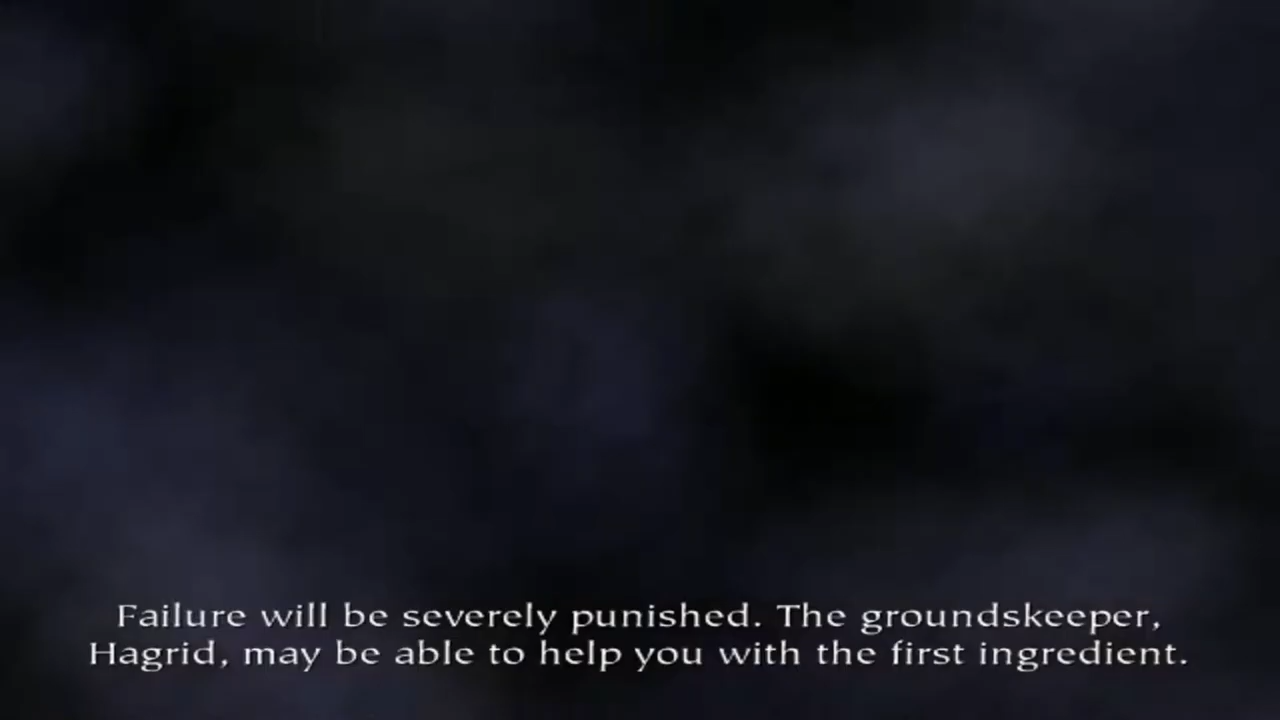 Failure will be severely punished. The groundskeeper,
Hagrid, may be able to help you with the first ingredient.